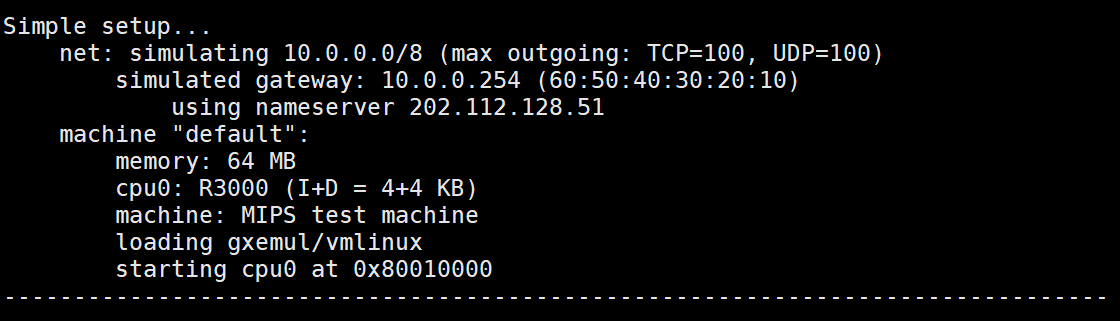 Simple setup...
    net: simulating 10.0.0.0/8 (max outgoing: TCP=100, UDP=100)
        simulated gateway: 10.0.0.254 (60:50:40:30:20:10)
            using nameserver 202.112.128.51
    machine "default":
        memory: 64 MB
        cpu0: R3000 (I+D = 4+4 KB)
        machine: MIPS test machine
        loading gxemul/vmlinux
        starting cpu0 at 0x80010000
-------------------------------------------------------------------------------